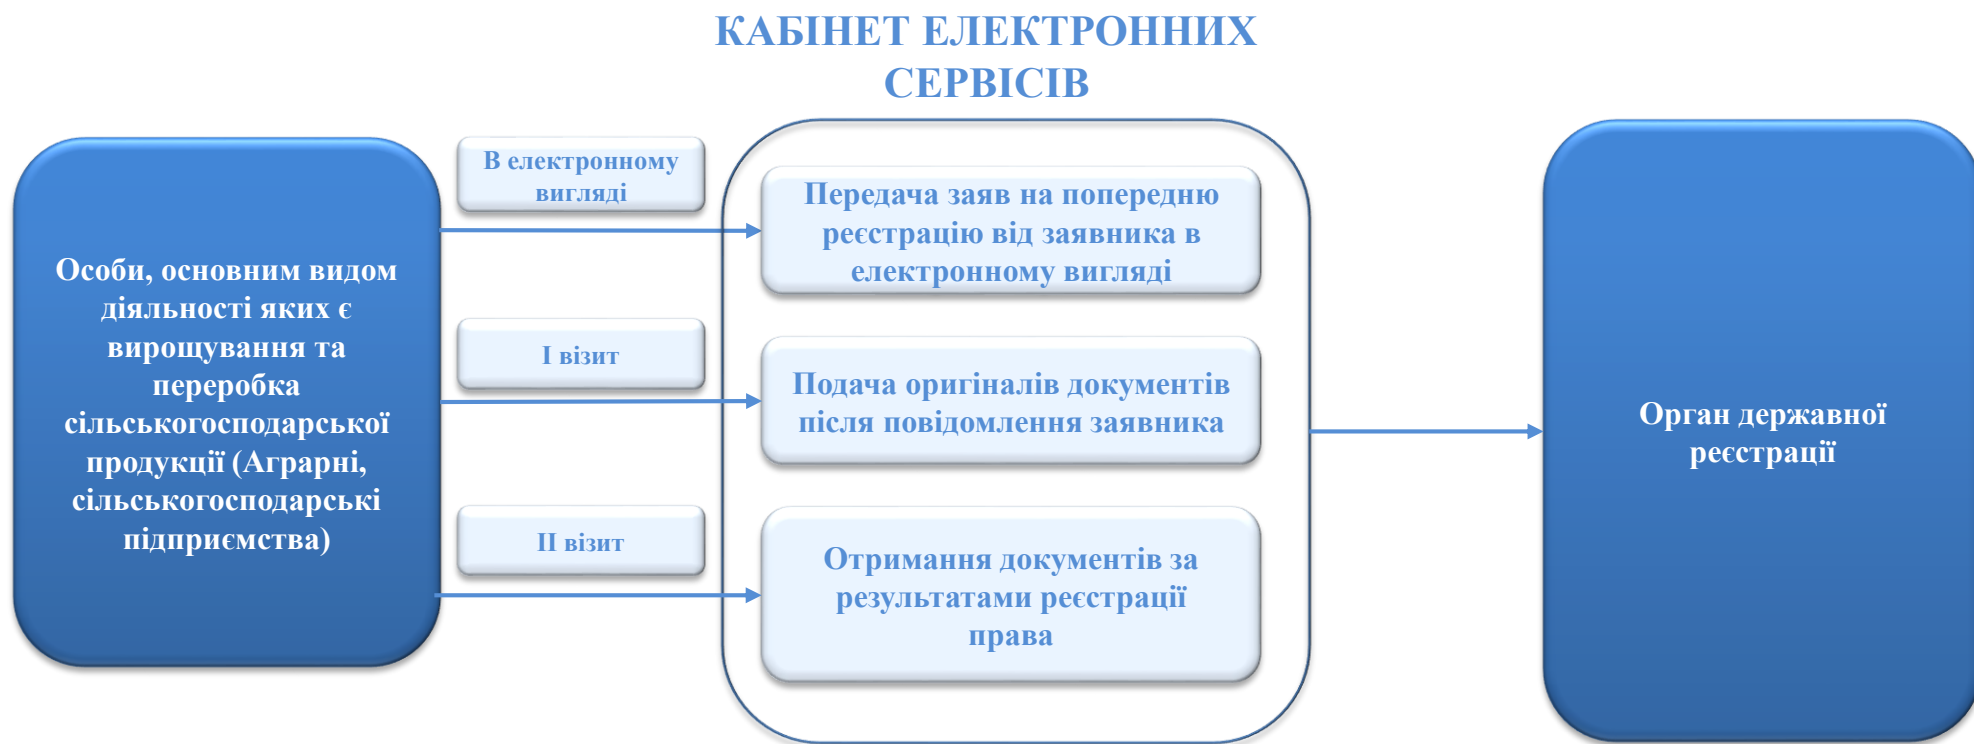 КАБІНЕТ ЕЛЕКТРОННИХ
СЕРВІСІВ
Особи, основним видом
діяльності яких є
вирощування та
переробка
сільськогосподарської
продукції (Аграрні,
сільськогосподарські
підприємства)
В електронному
вигляді
Передача заяв на попередню
реєстрацію від заявника в
електронному вигляді
І візит
Подача оригіналів документів
після повідомлення заявника
ІІ візит
Отримання документів за
результатами реєстрації
права
Орган державної
реєстрації